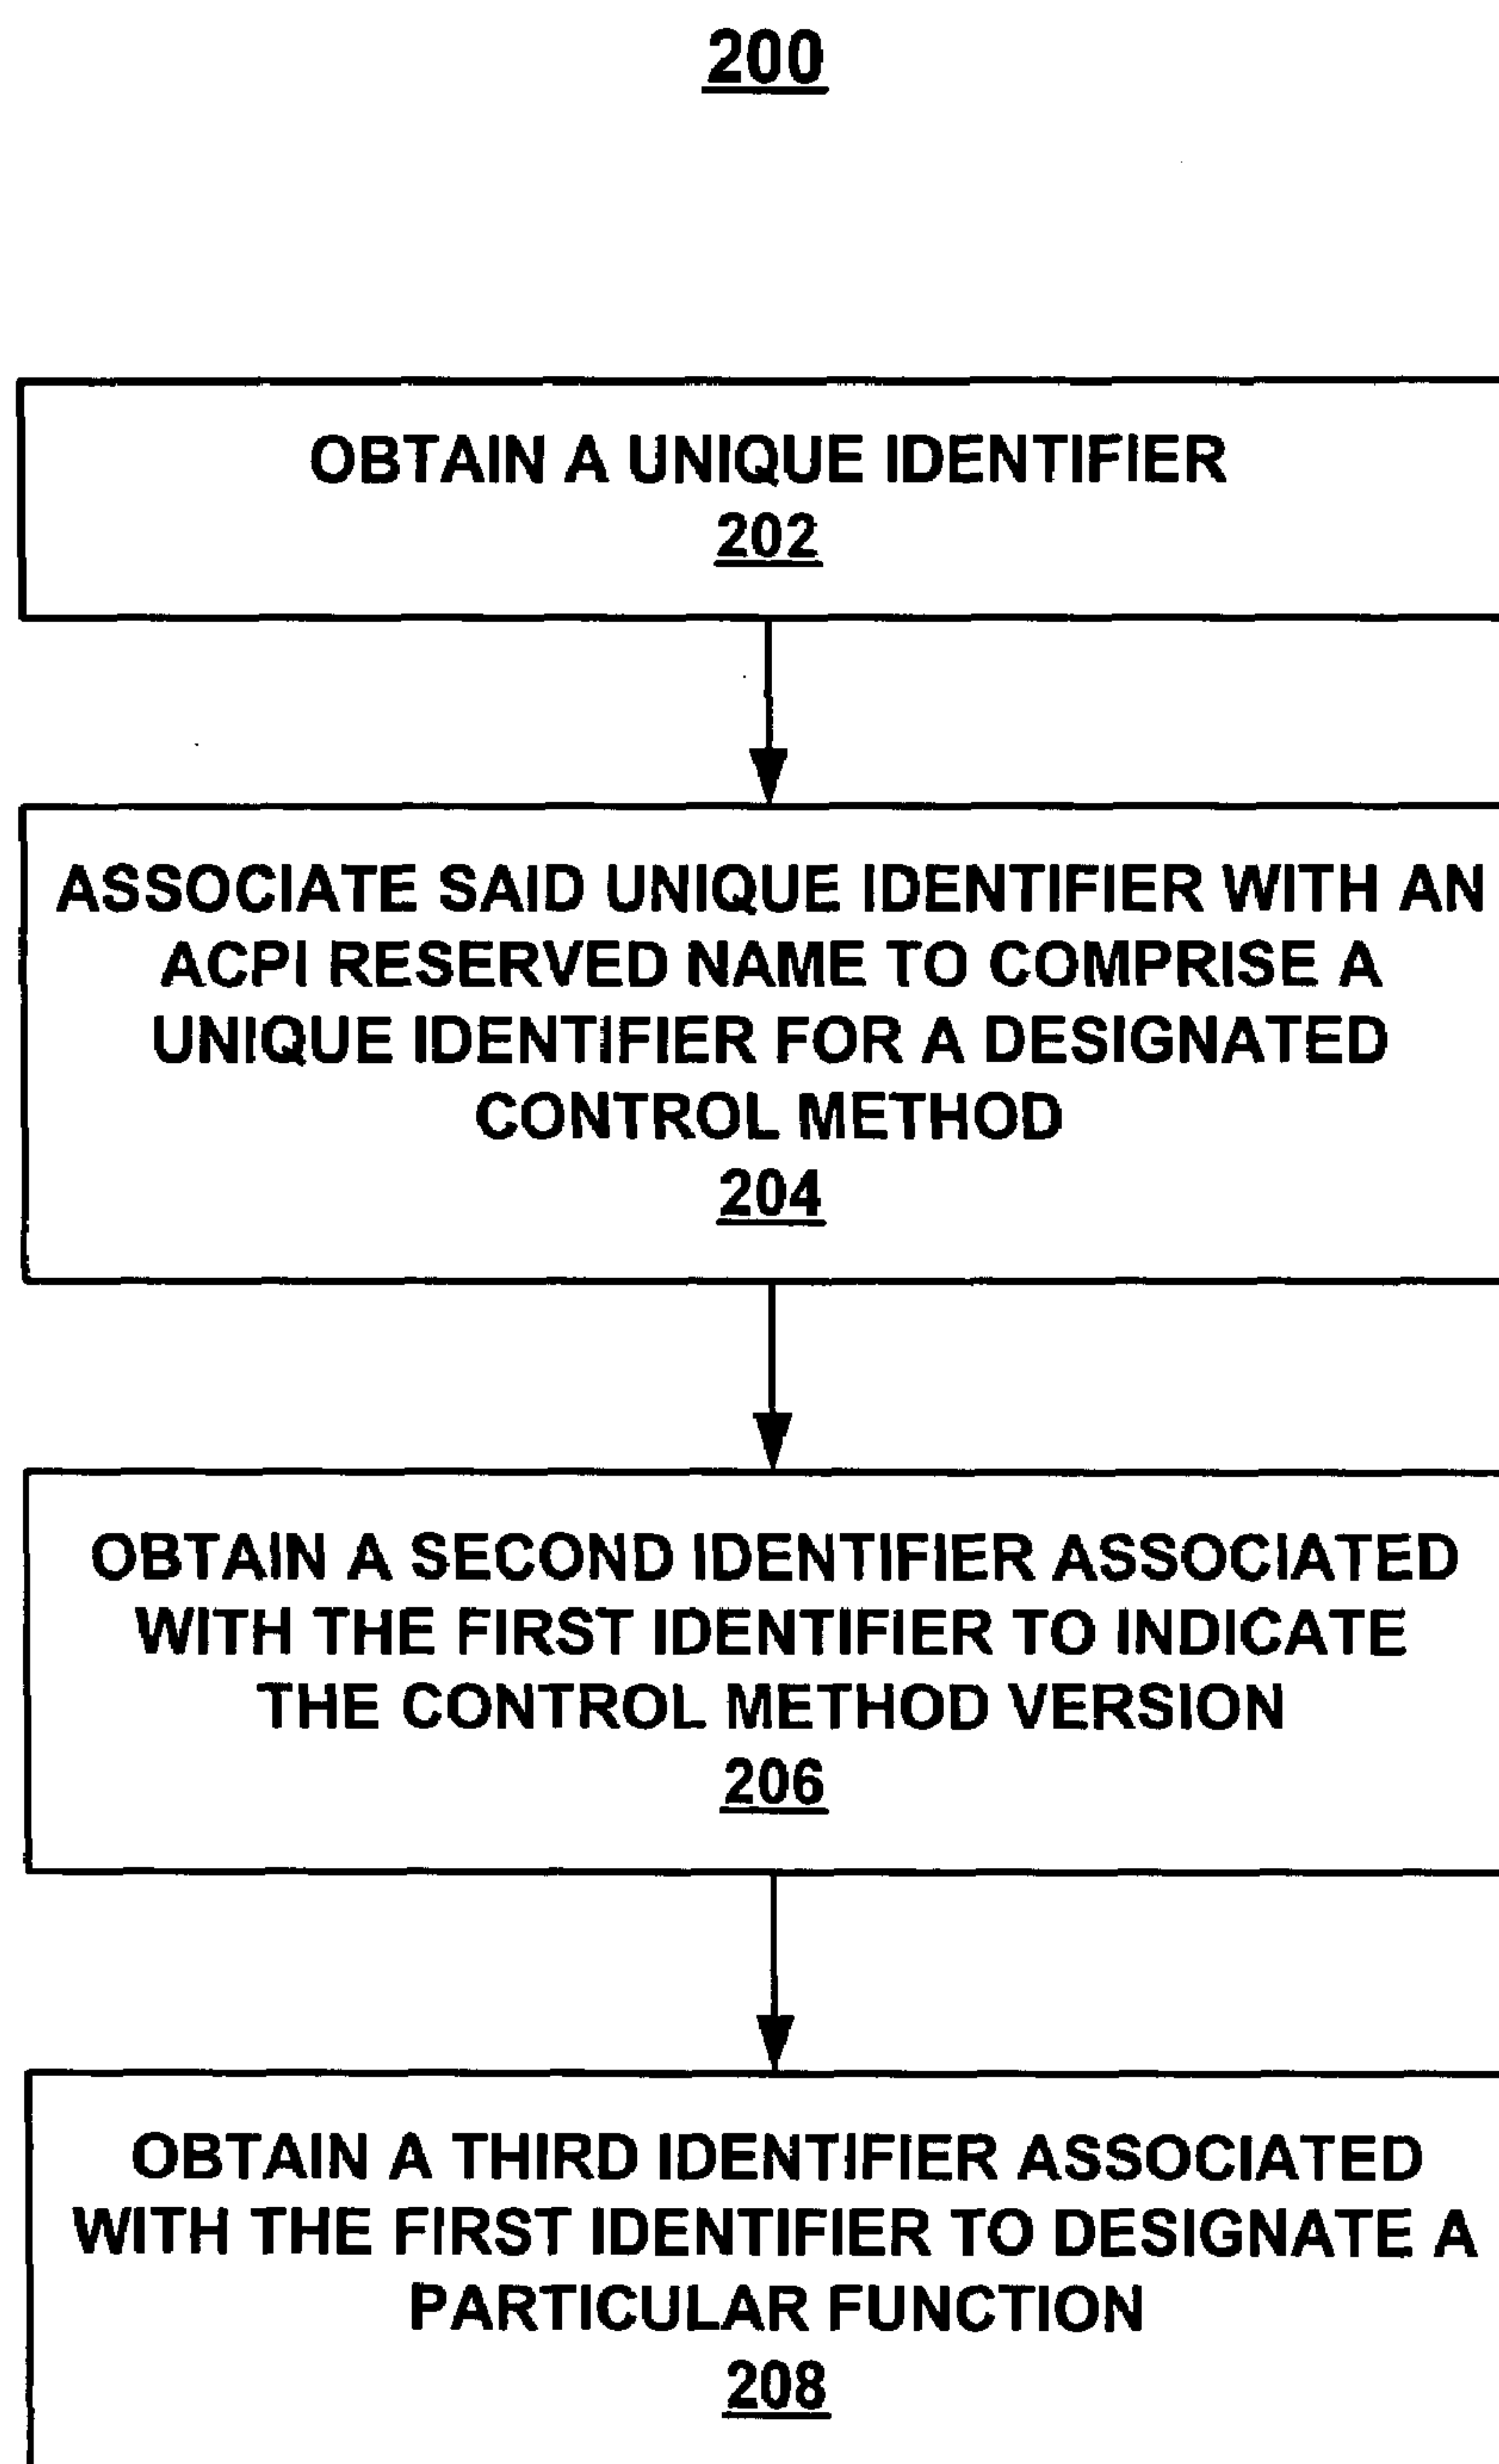 200
OBTAIN A UNIQUE IDENTIFIER
202
ASSOCIATE SAID UNIQUE IDENTIFIER WITH AN
ACPI RESERVED NAME TO COMPRISE A
UNIQUE IDENTIFIER FOR A DESIGNATED
CONTROL METHOD
204
OBTAIN A SECOND IDENTIFIER ASSOCIATED
WITH THE FIRST IDENTIFIER TO INDICATE
THE CONTROL METHOD VERSION
206
OBTAIN A THIRD IDENTIFIER ASSOCIATED
WITH THE FIRST IDENTIFIER TO DESIGNATE A
PARTICULAR FUNCTION
208